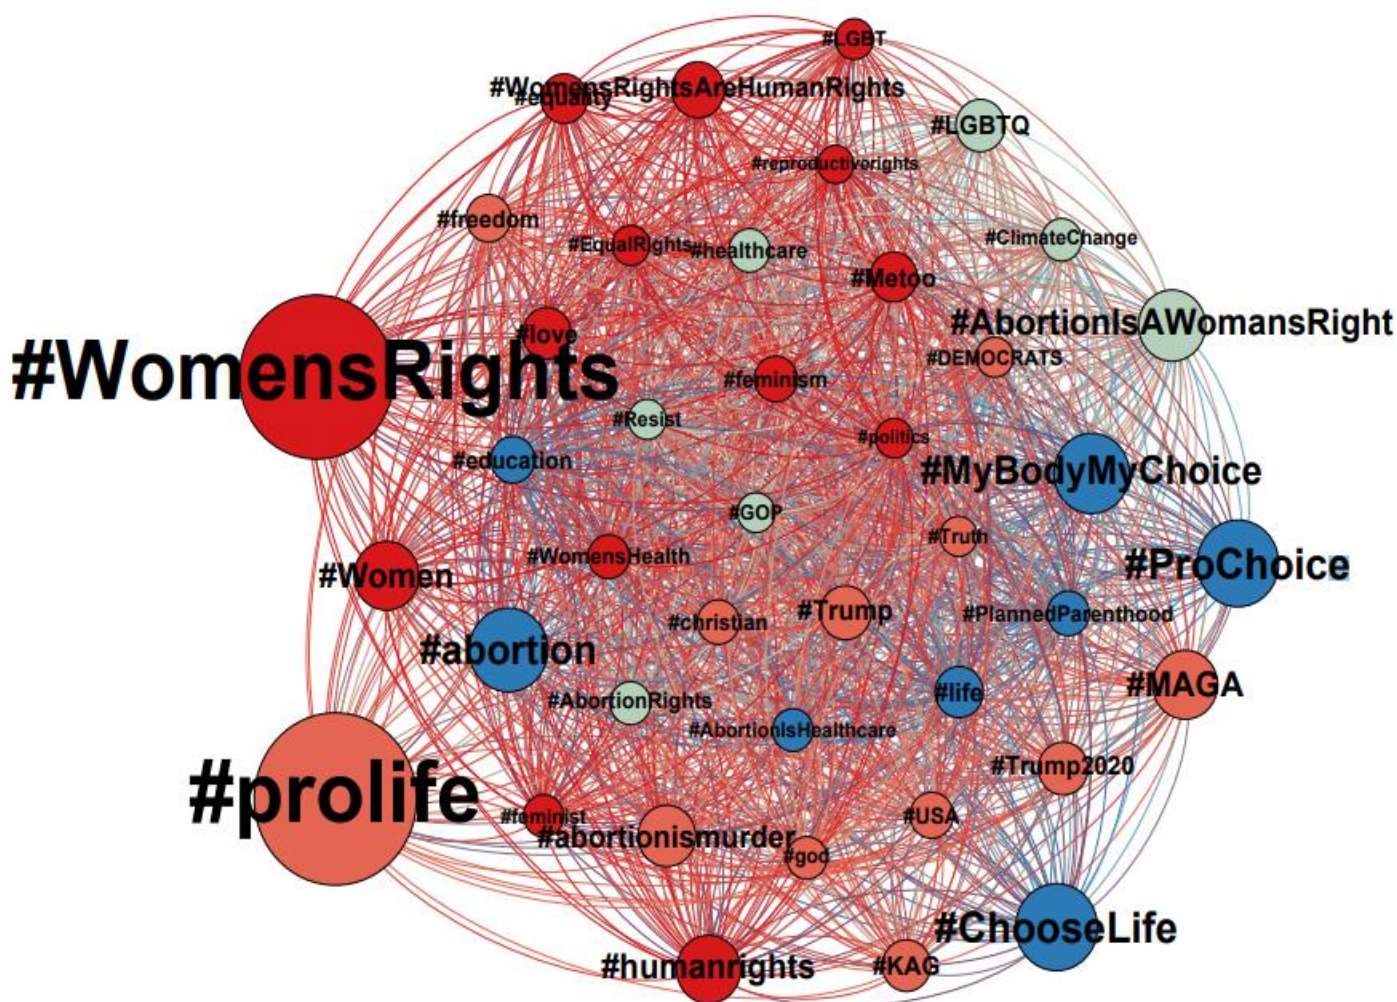 #LGBT
#WomensRightsAreHumanRights
#equality
#LGBTQ
#reproductiverights
#freedom
#EqualRights
#healthcare
#ClimateChange
#Metoo
#AbortionIsAWomansRight
#love
#DEMOCRATS
#WomensRights
#feminism
#Resist
#politics
#education
#MyBodyMyChoice
#GOP
#Truth
#WomensHealth
#ProChoice
#Women
#Trump
#PlannedParenthood
#christian
#abortion
#MAGA
#life
#AbortionRights
#AbortionIsHealthcare
#Trump2020
#prolife
#USA
#feminist
#abortionismurder
#god
#ChooseLife
#humanrights
#KAG